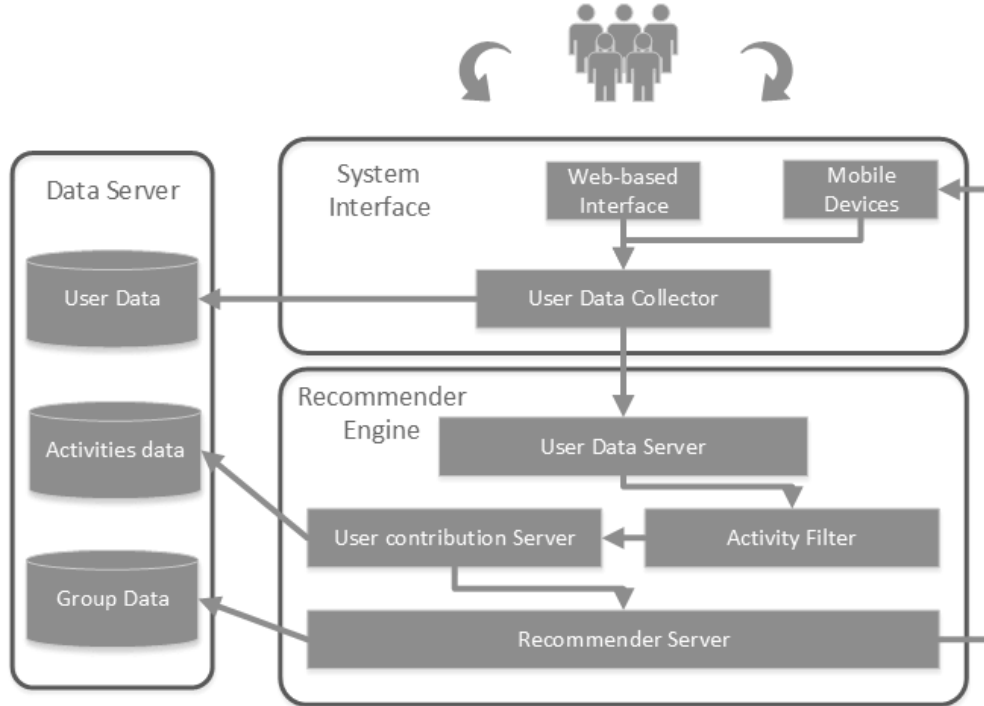 Data Server
User Data
Activities data
Group Data
System
Interface
Web-based
Interface
Mobile
Devices
User Data Collector
Recommender
Engine
User Data Server
User contribution Server
Activity Filter
Recommender Server